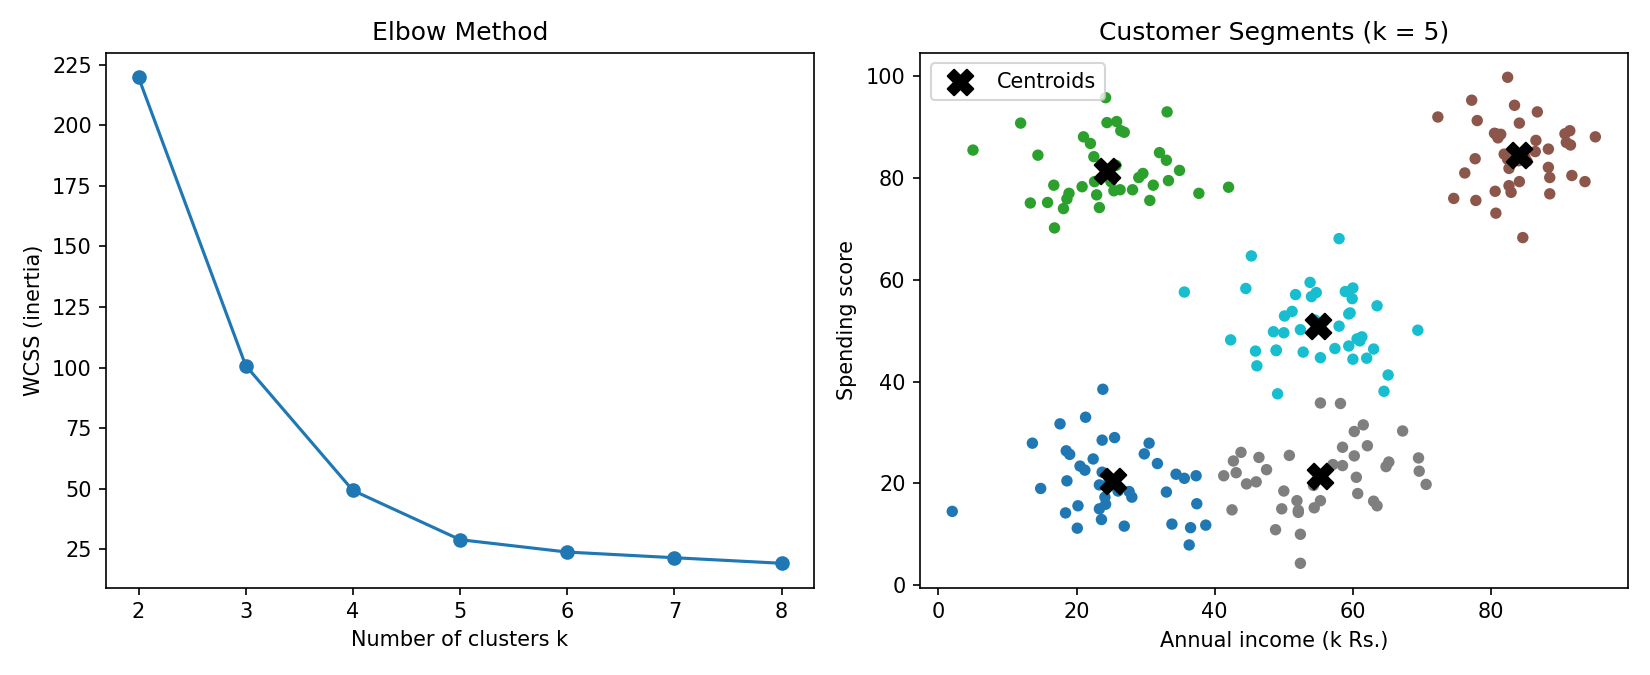 Elbow Method
225
200
175
150
125
100
75
50
25
WCSS (inertia)
2 3 4 5 6 7 8
Number of clusters k
Customer Segments (k = 5)
Centroids
100
80
60
40
20
0
Spending score
0 20 40 60 80
Annual income (k Rs.)